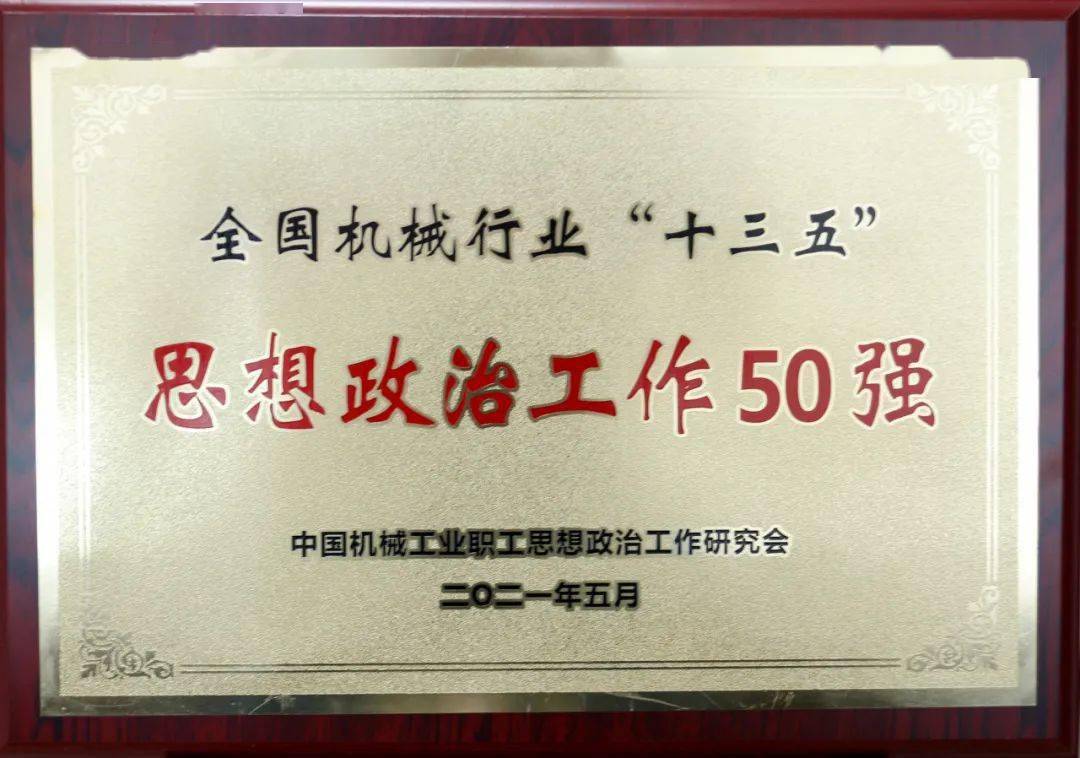 全国机械行业“十三五”
思想政治工作50强
中国机械工业职工思想政治工作研究会
二〇二一年五月